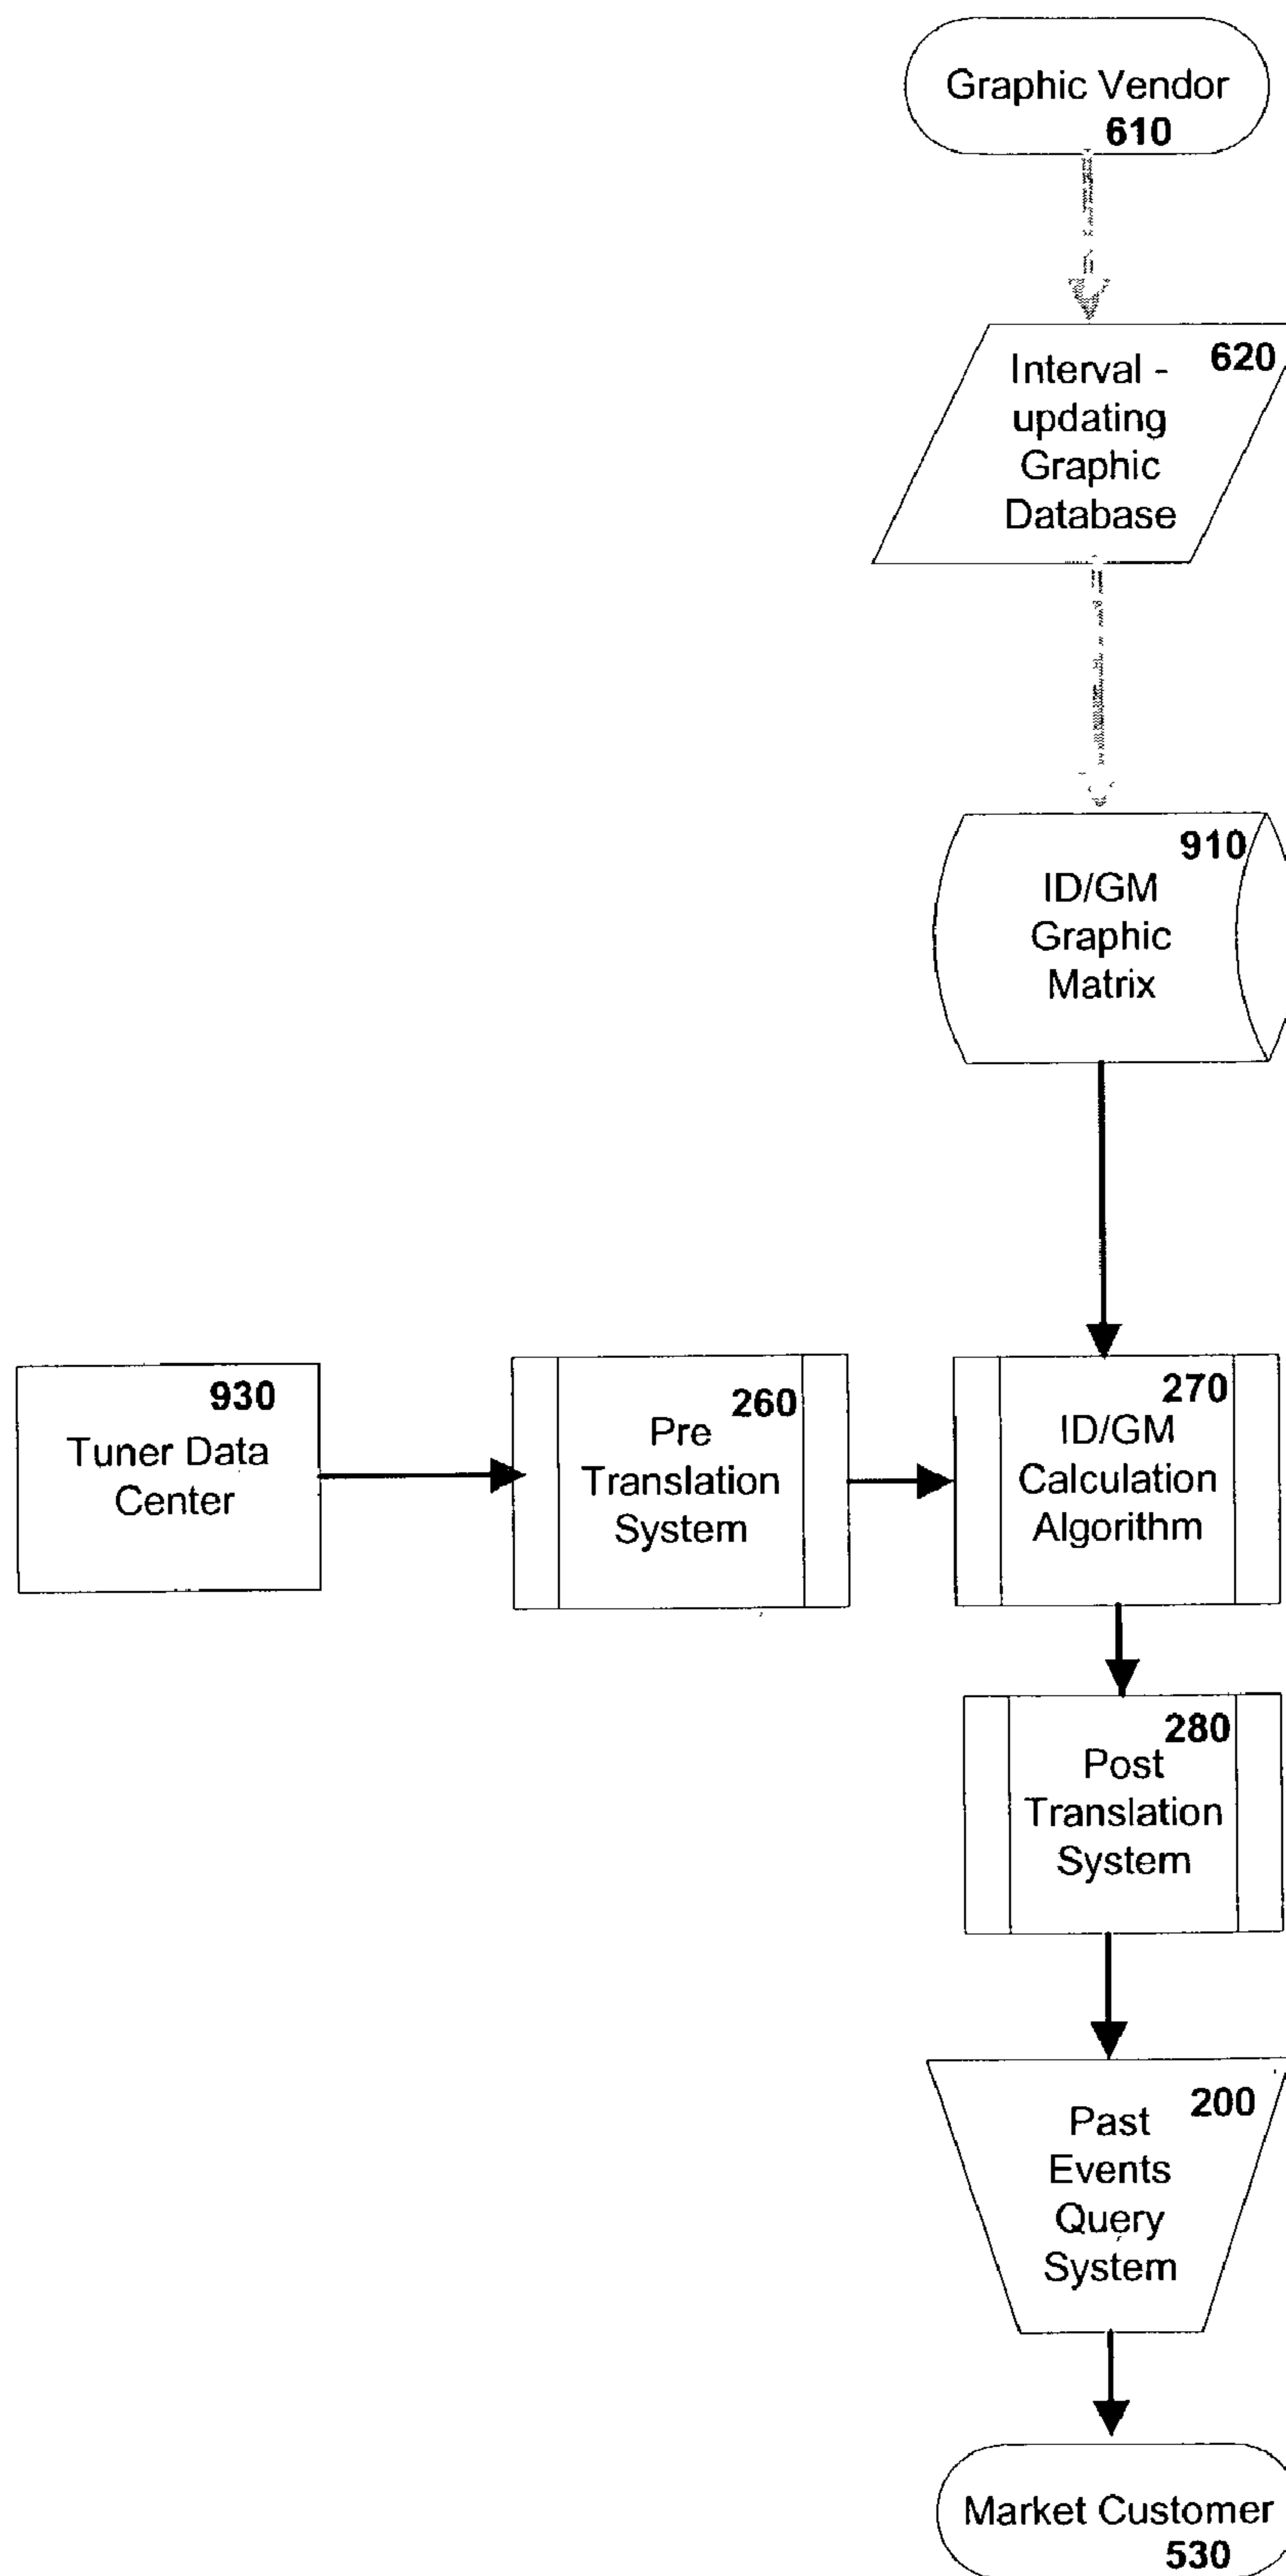 Graphic Vendor
610
620
Interval -
updating
Graphic
Database
910
ID/GM
Graphic
Matrix
930
Tuner Data
Center
260
Pre
Translation
System
270
ID/GM
Calculation
Algorithm
280
Post
Translation
System
200
Past
Events
Query
System
Market Customer
530